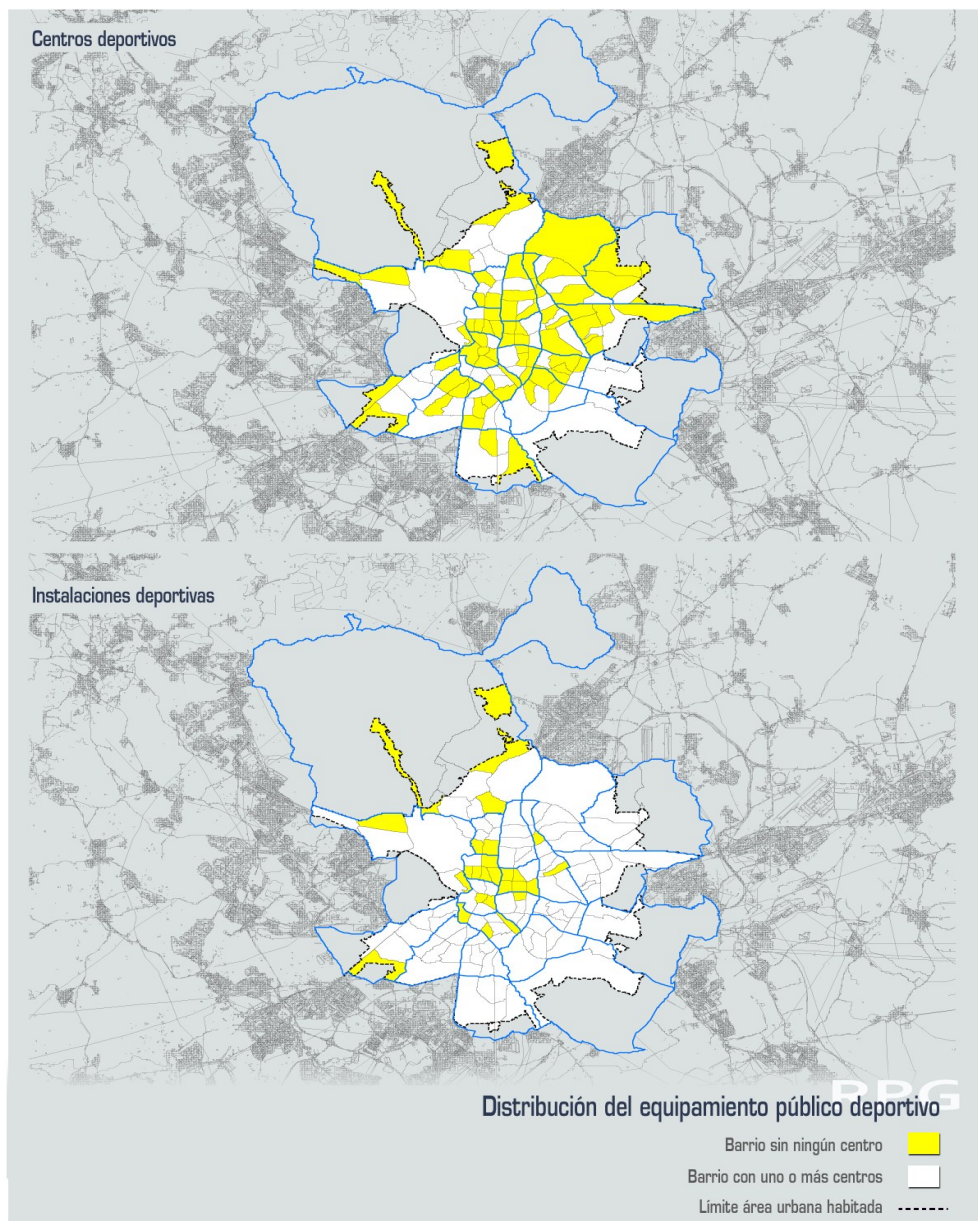 Centros deportivos
Instalaciones deportivas
RPG
Distribución del equipamiento público deportivo
Barrio sin ningún centro
Barrio con uno o más centros
Límite área urbana habitada